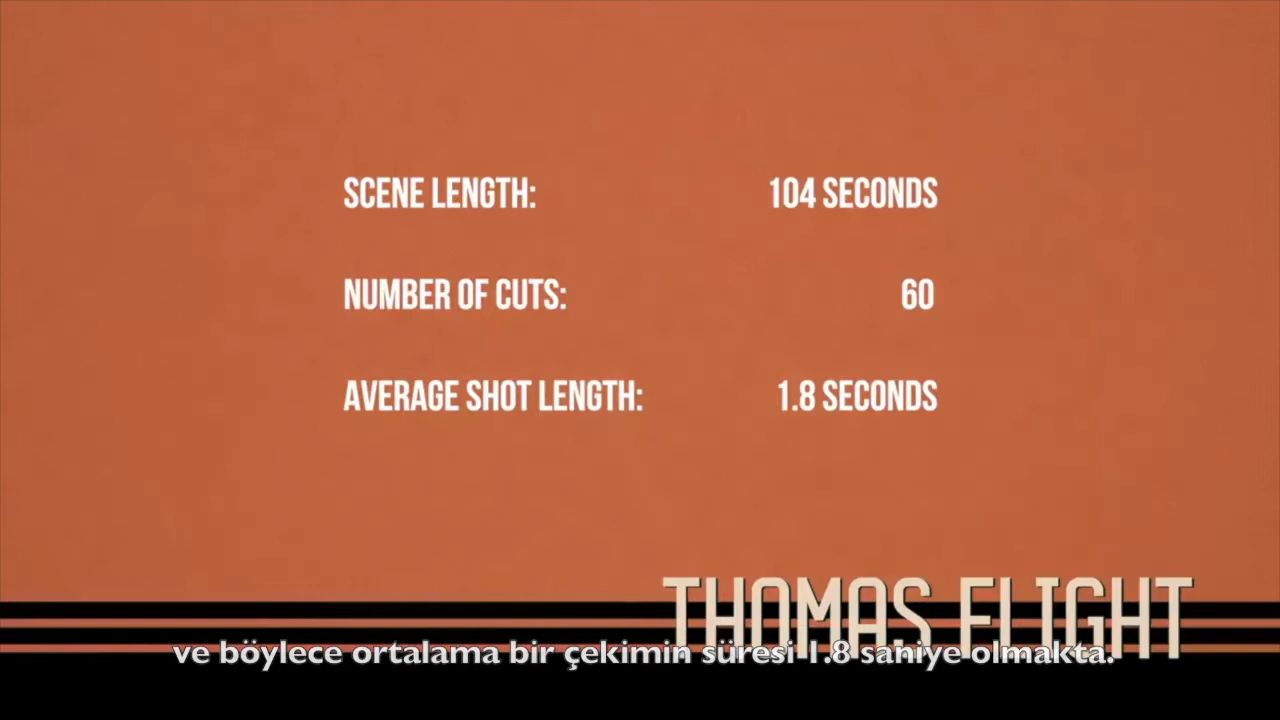 SCENE LENGTH: 104 SECONDS
NUMBER OF CUTS: 60
AVERAGE SHOT LENGTH: 1.8 SECONDS
THOMAS FLIGHT
ve böylece ortalama bir çekimin süresi 1.8 saniye olmakta.